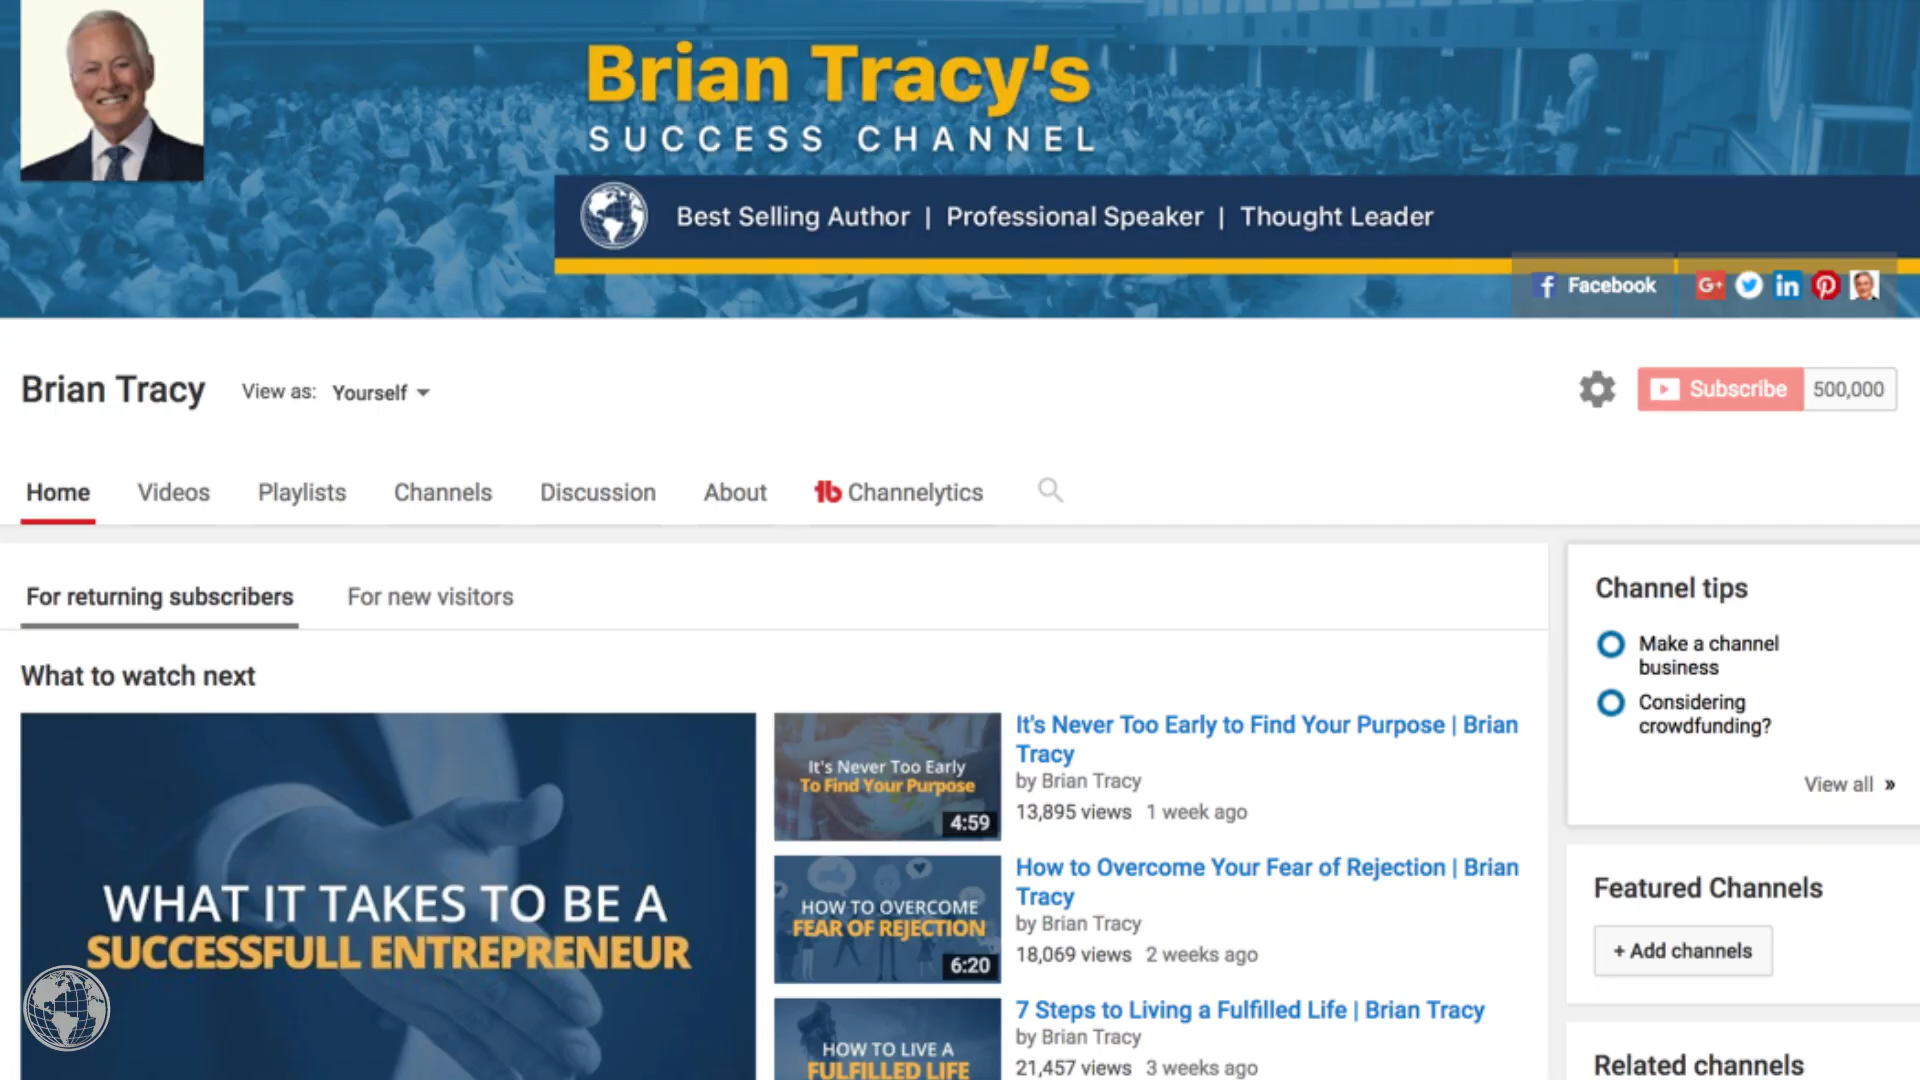 Brian Tracy's
SUCCESS CHANNEL
Best Selling Author | Professional Speaker | Thought Leader
f Facebook G+ in
Brian Tracy View as: Yourself
Subscribe 500,000
Home Videos Playlists Channels Discussion About tb Channelytics
For returning subscribers For new visitors
What to watch next
WHAT IT TAKES TO BE A
SUCCESSFULL ENTREPRENEUR
It's Never Too Early
To Find Your Purpose
4:59
It's Never Too Early to Find Your Purpose | Brian
Tracy
by Brian Tracy
13,895 views 1 week ago
HOW TO OVERCOME
FEAR OF REJECTION
6:20
How to Overcome Your Fear of Rejection | Brian
Tracy
by Brian Tracy
18,069 views 2 weeks ago
HOW TO LIVE A
FULFILLED LIFE
7 Steps to Living a Fulfilled Life | Brian Tracy
by Brian Tracy
21,457 views 3 weeks ago
Channel tips
Make a channel
business
Considering
crowdfunding?
View all »
Featured Channels
+ Add channels
Related channels